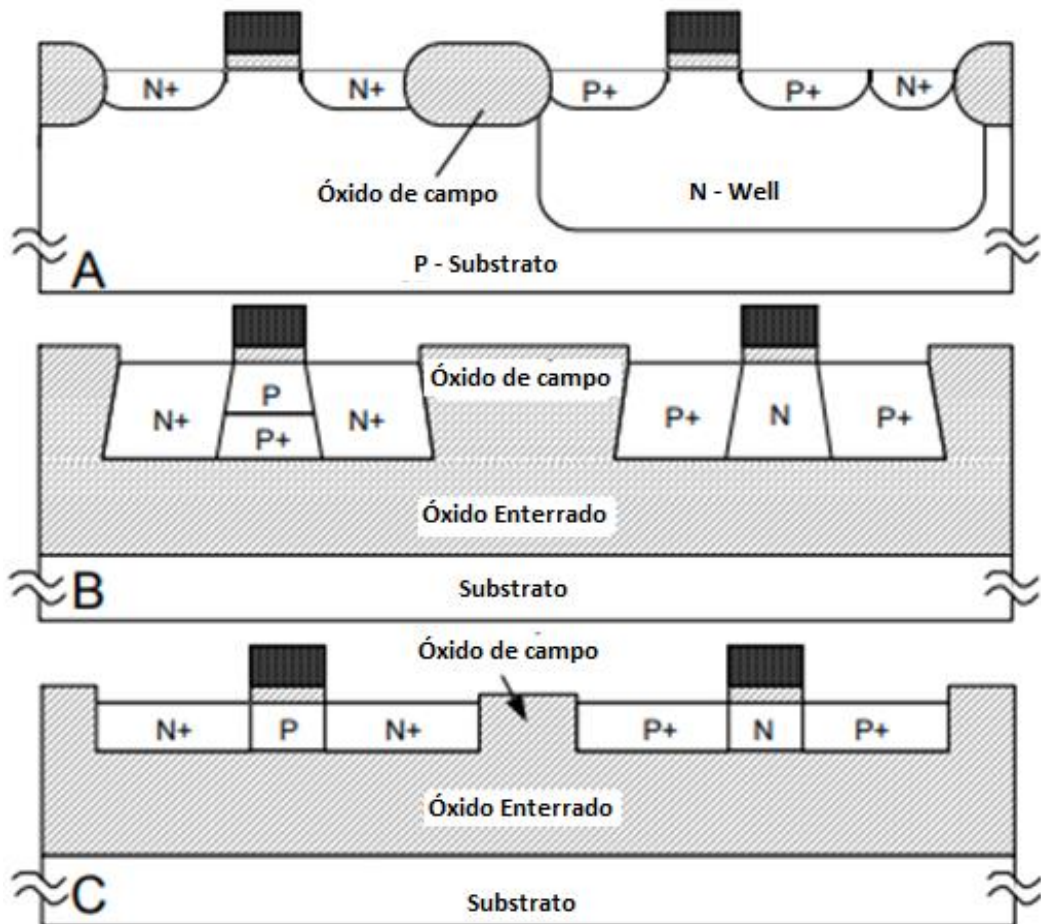 N+
N+
P+
P+
N+
Óxido de campo
N - Well
P - Substrato
A
Óxido de campo
N+
P
P+
N+
P+
N
P+
Óxido Enterrado
Substrato
B
Óxido de campo
N+
P
N+
P+
N
P+
Óxido Enterrado
Substrato
C